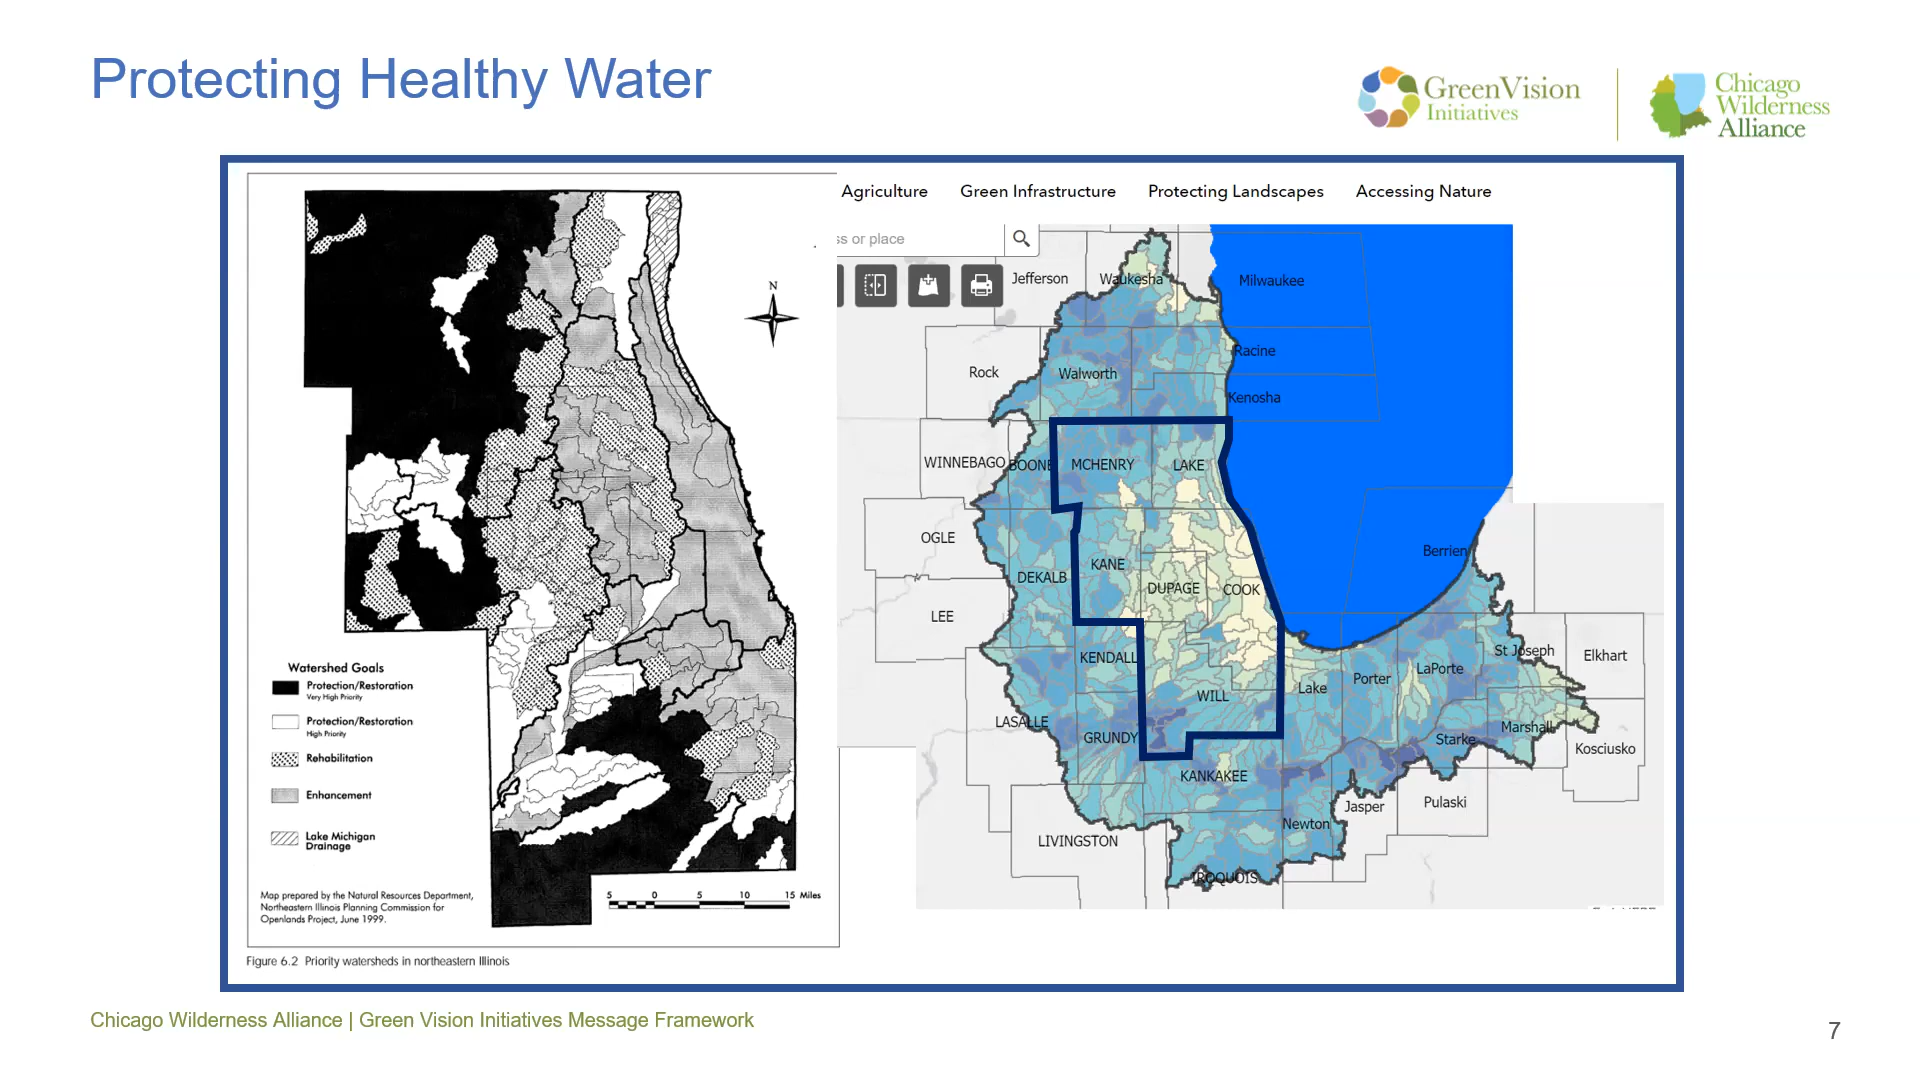 Protecting Healthy Water
GreenVision
Initiatives
Chicago
Wilderness
Alliance
N
Watershed Goals
Protection/Restoration
Very High Priority
Protection/Restoration
High Priority
Rehabilitation
Enhancement
Lake Michigan
Drainage
Map prepared by the Natural Resources Department,
Northeastern Illinois Planning Commission for
Openlands Project, June 1999.
5 0 5 10 15 Miles
Figure 6.2 Priority watersheds in northeastern Illinois
Agriculture Green Infrastructure Protecting Landscapes Accessing Nature
or place
Jefferson Waukesha Milwaukee
Racine
Rock Walworth
Kenosha
WINNEBAGO BOONE MCHENRY LAKE
OGLE
Berrien
KANE
DEKALB
DUPAGE COOK
LEE
KENDALL
St Joseph Elkhart
LaPorte
Porter
Lake
WILL
LASALLE
Marshall
GRUNDY
Starke
Kosciusko
KANKAKEE
Pulaski
Jasper
Newton
LIVINGSTON
IROQUOIS
Chicago Wilderness Alliance | Green Vision Initiatives Message Framework
7